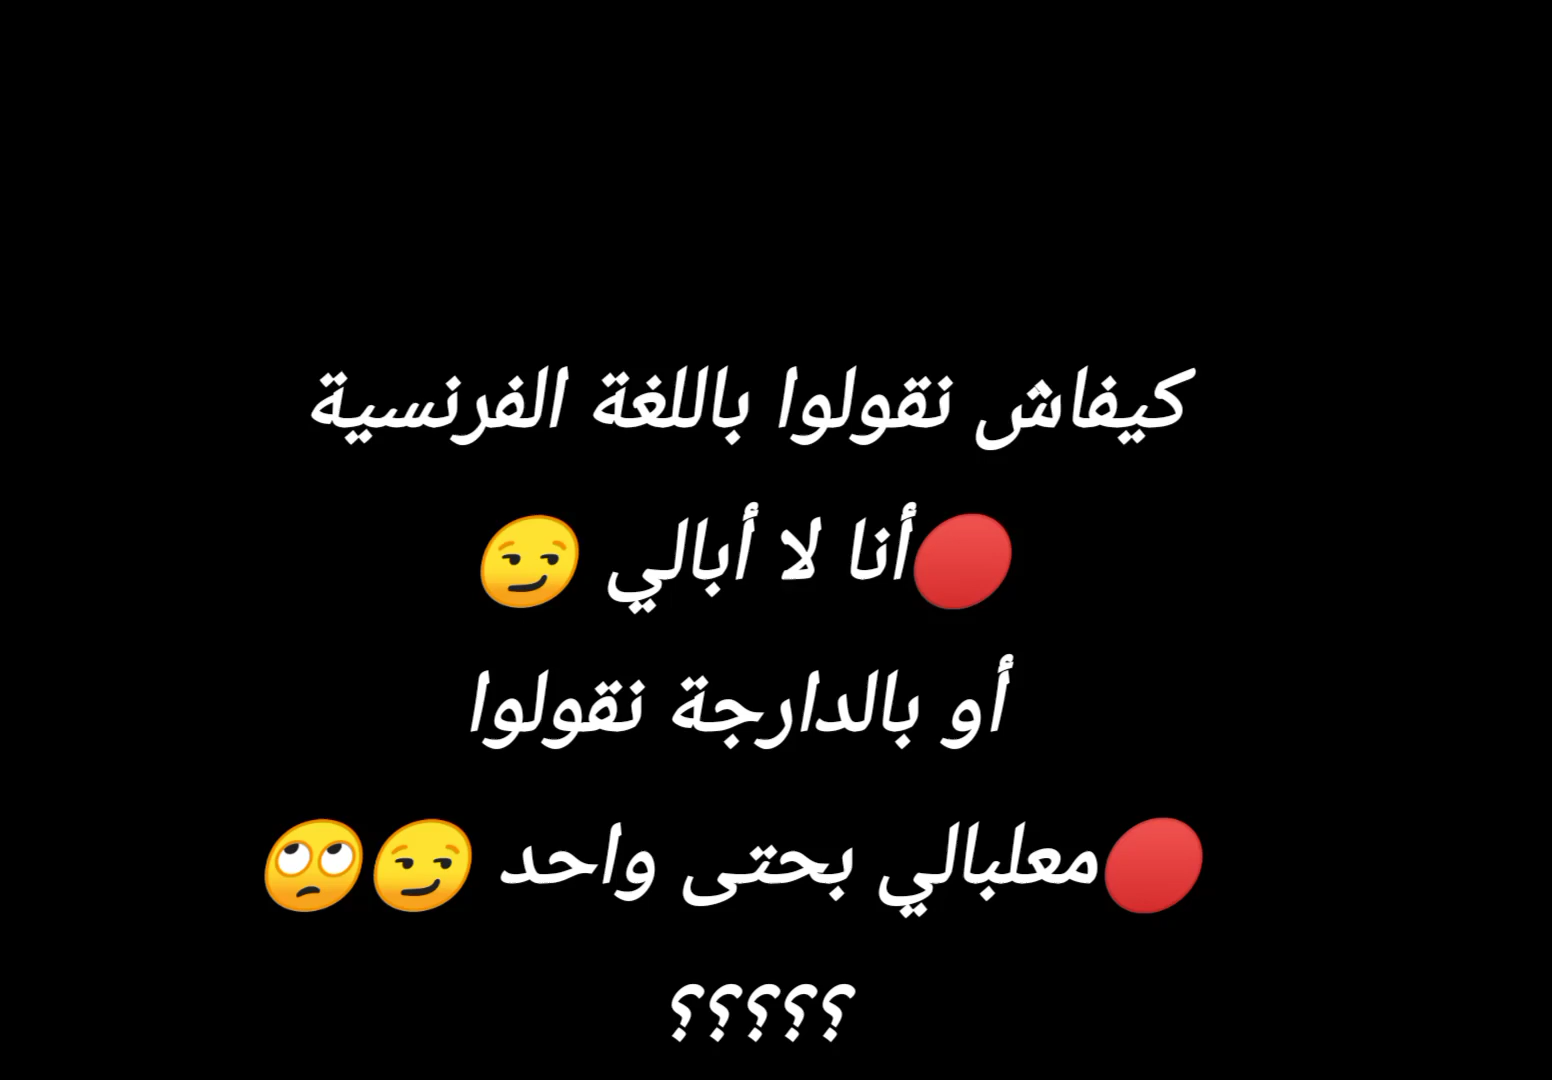 كيفاش نقولوا باللغة الفرنسية
🔴أنا لا أبالي 😏
أو بالدارجة نقولوا
🔴معلبالي بحتى واحد 😏🙄
؟؟؟؟؟